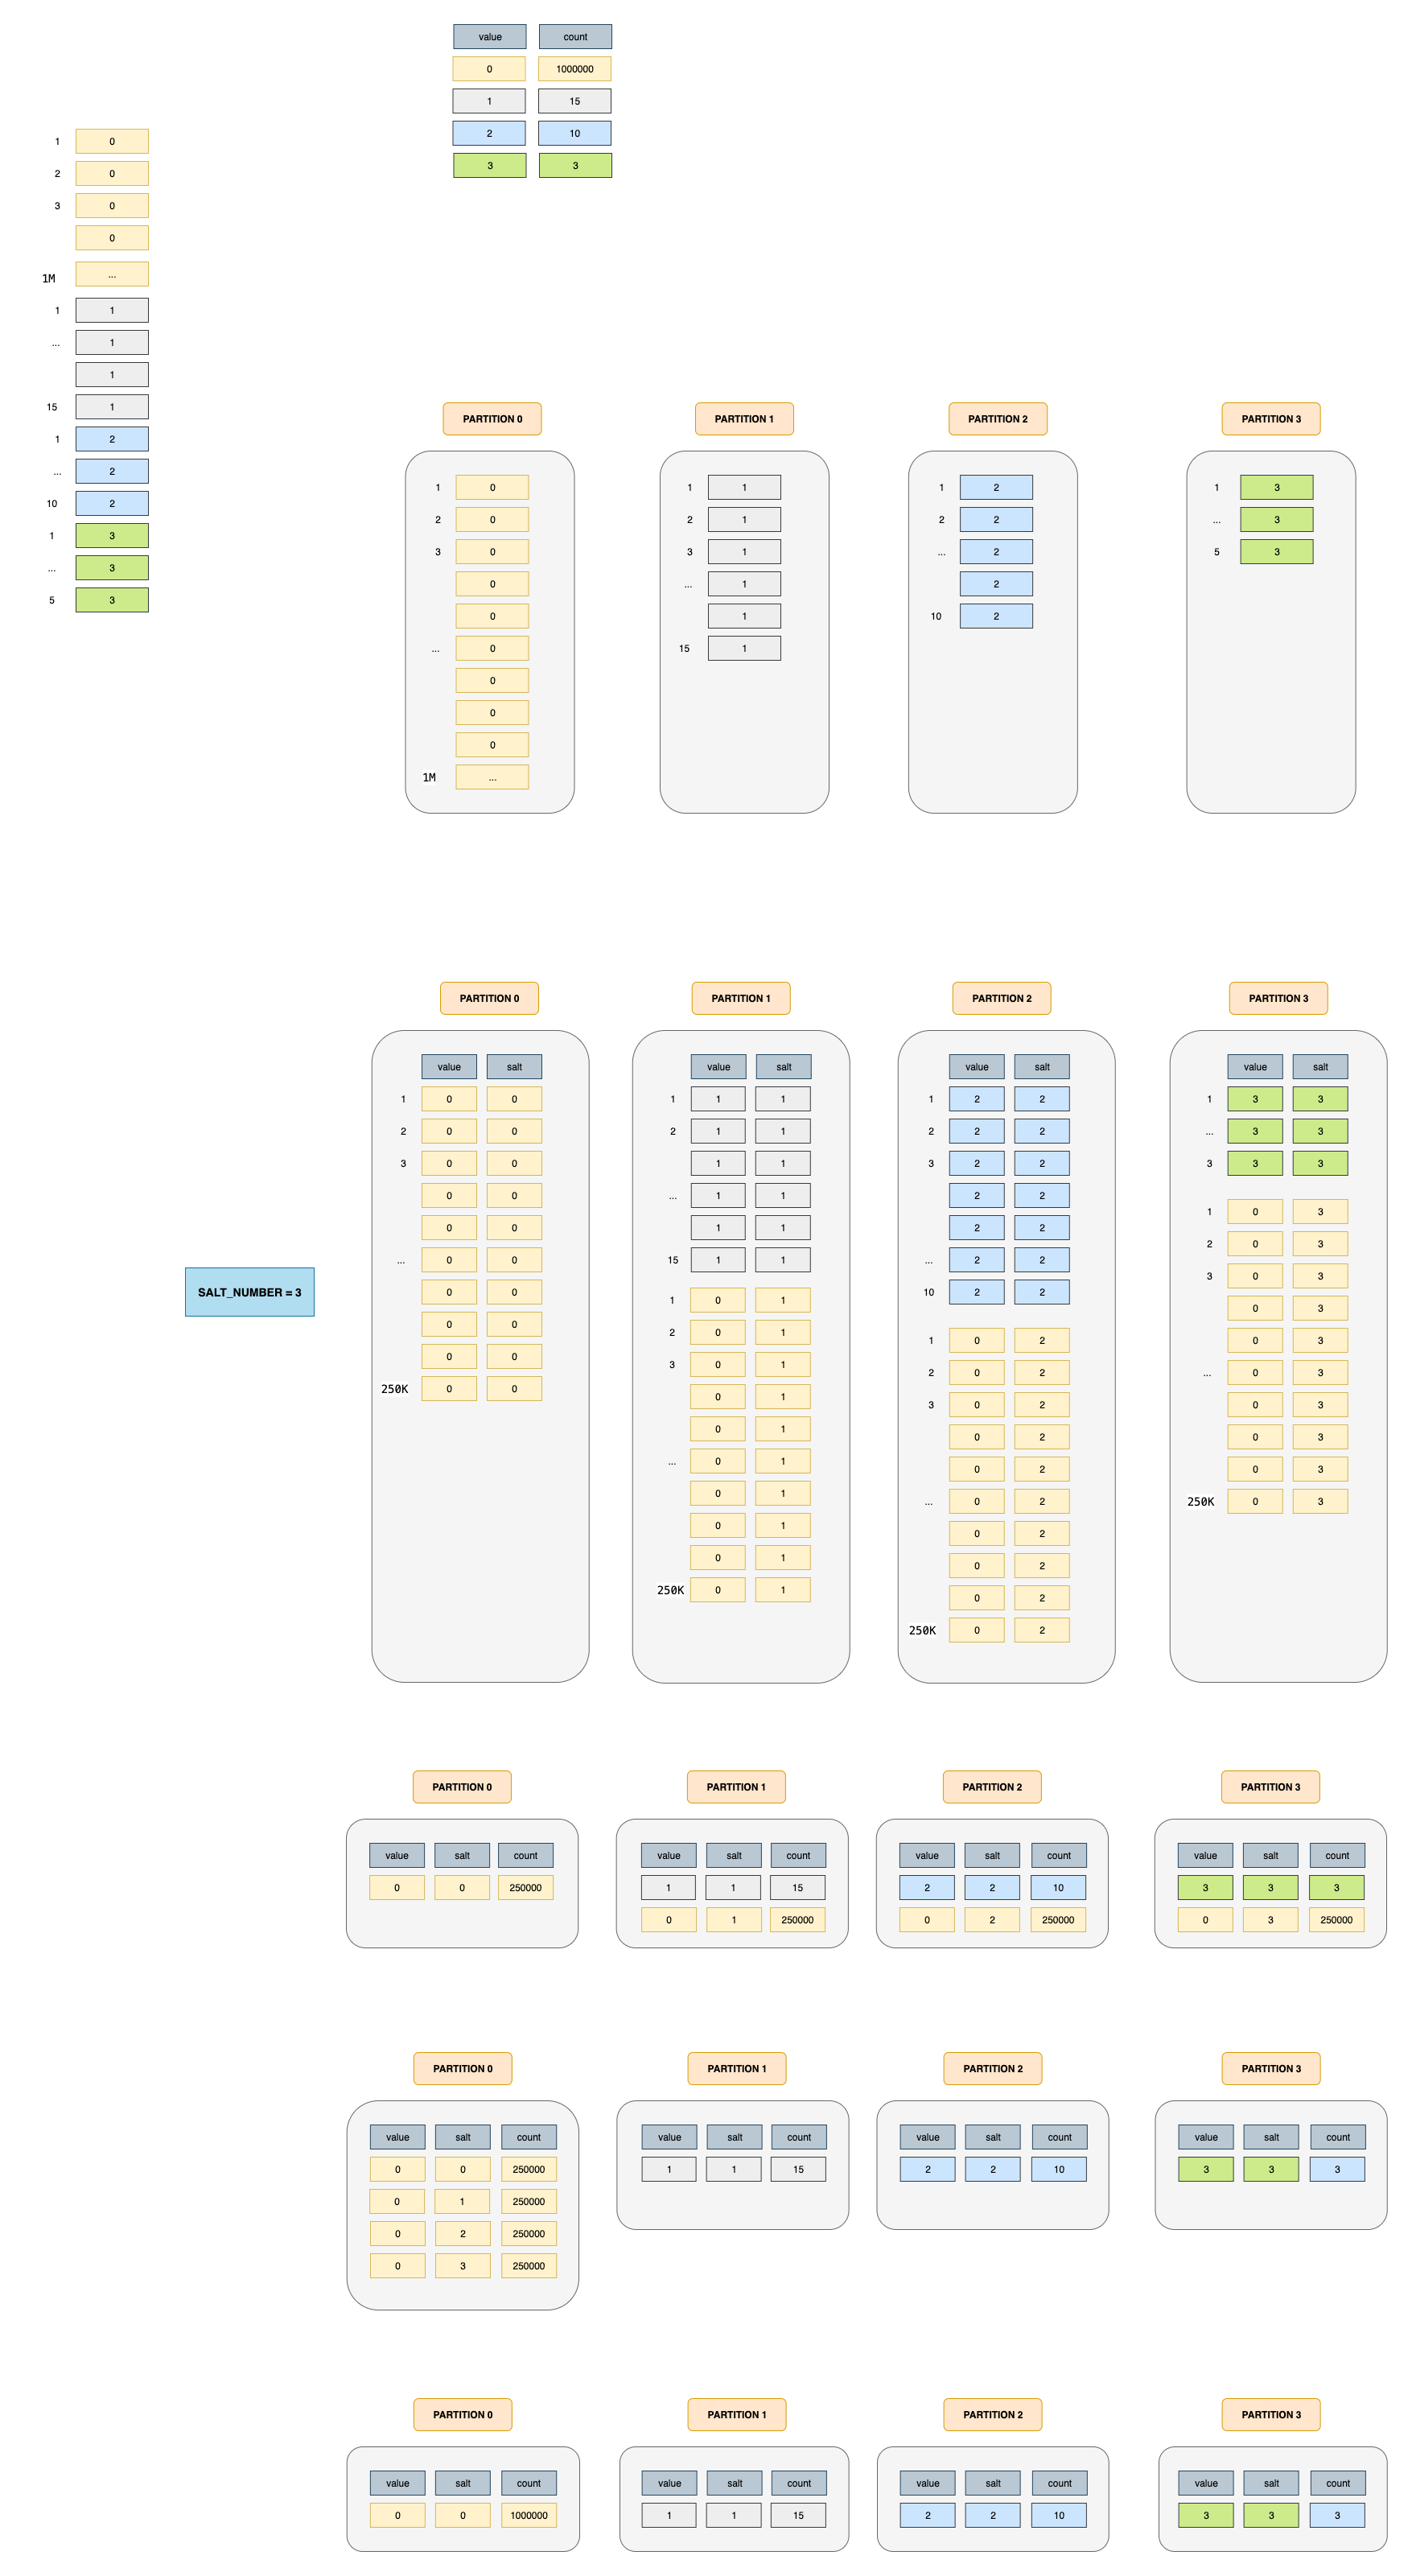 value count
0 1000000
1 15
2 10
3 3
1 0
2 0
3 0
0
1M ...
1 1
... 1
1
15 1
1 2
... 2
10 2
1 3
... 3
5 3
PARTITION 0
1 0
2 0
3 0
0
0
... 0
0
0
0
1M ...
PARTITION 1
1 1
2 1
3 1
... 1
1
15 1
PARTITION 2
1 2
2 2
... 2
2
10 2
PARTITION 3
1 3
... 3
5 3
SALT_NUMBER = 3
PARTITION 0
value salt
1 0 0
2 0 0
3 0 0
0 0
0 0
... 0 0
0 0
0 0
0 0
250K 0 0
PARTITION 1
value salt
1 1 1
2 1 1
1 1
... 1 1
1 1
15 1 1
1 0 1
2 0 1
3 0 1
0 1
0 1
... 0 1
0 1
0 1
0 1
250K 0 1
PARTITION 2
value salt
1 2 2
2 2 2
3 2 2
2 2
2 2
... 2 2
10 2 2
1 0 2
2 0 2
3 0 2
0 2
0 2
... 0 2
0 2
0 2
0 2
250K 0 2
PARTITION 3
value salt
1 3 3
... 3 3
3 3 3
1 0 3
2 0 3
3 0 3
0 3
0 3
... 0 3
0 3
0 3
0 3
250K 0 3
PARTITION 0
value salt count
0 0 250000
PARTITION 1
value salt count
1 1 15
0 1 250000
PARTITION 2
value salt count
2 2 10
0 2 250000
PARTITION 3
value salt count
3 3 3
0 3 250000
PARTITION 0
value salt count
0 0 250000
0 1 250000
0 2 250000
0 3 250000
PARTITION 1
value salt count
1 1 15
PARTITION 2
value salt count
2 2 10
PARTITION 3
value salt count
3 3 3
PARTITION 0
value salt count
0 0 1000000
PARTITION 1
value salt count
1 1 15
PARTITION 2
value salt count
2 2 10
PARTITION 3
value salt count
3 3 3